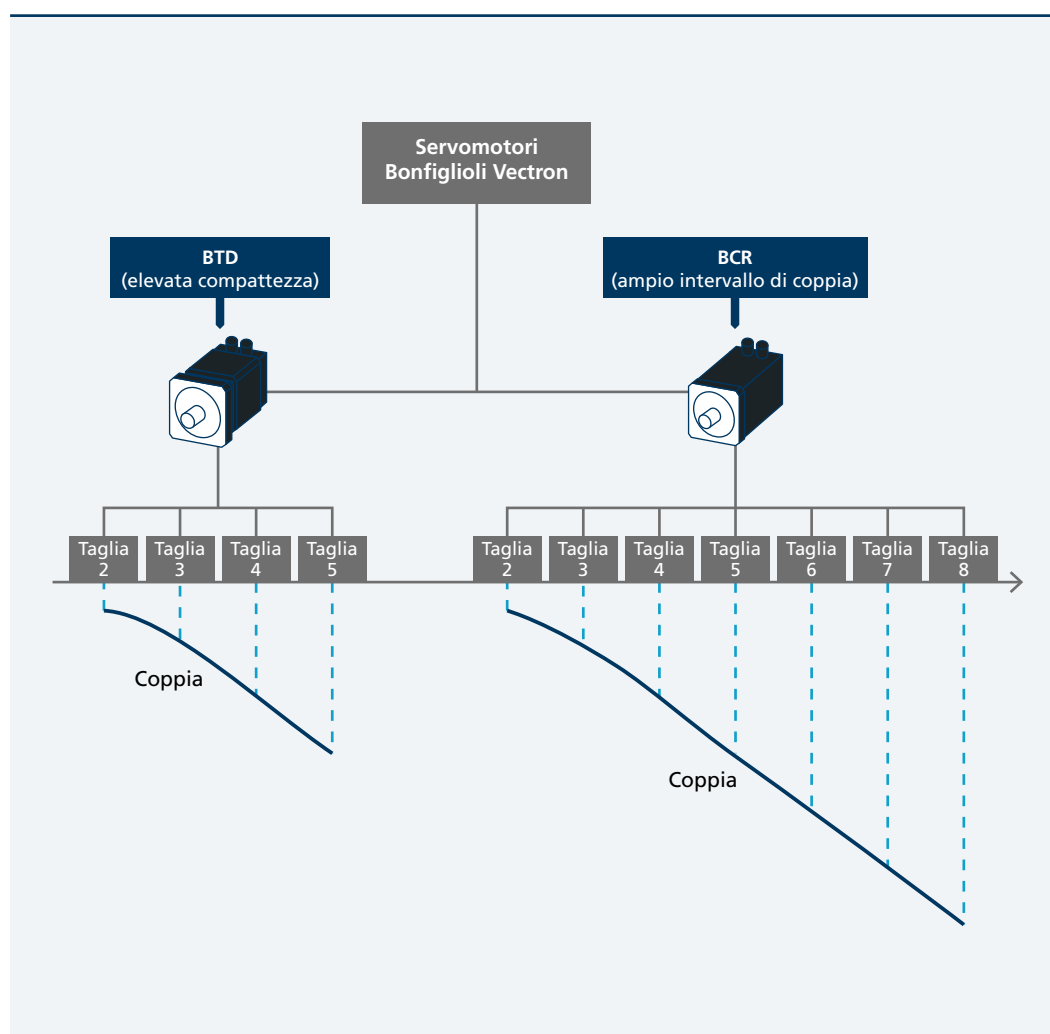 Servomotori
Bonfiglioli Vectron
BTD
(elevata compattezza)
BCR
(ampio intervallo di coppia)
Taglia
2
Taglia
3
Taglia
4
Taglia
5
Taglia
2
Taglia
3
Taglia
4
Taglia
5
Taglia
6
Taglia
7
Taglia
8
Coppia
Coppia